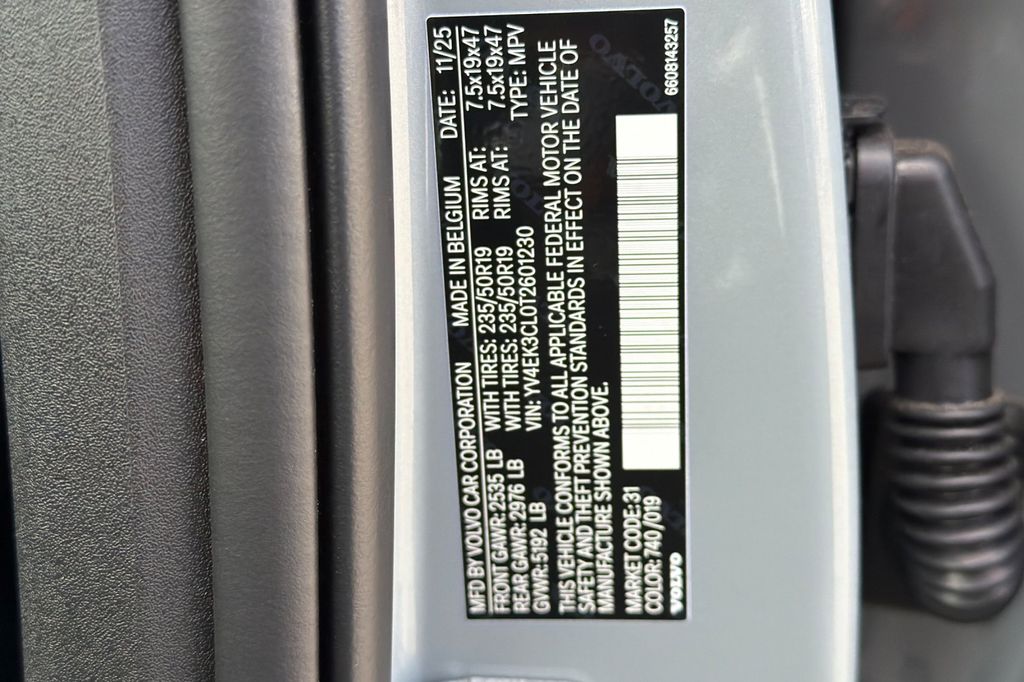 MFD BY VOLVO CAR CORPORATION MADE IN BELGIUM DATE: 11/25
FRONT GAWR: 2535 LB WITH TIRES: 235/50R19 RIMS AT: 7.5x19x47
REAR GAWR: 2976 LB WITH TIRES: 235/50R19 RIMS AT: 7.5x19x47
GVWR: 5192 LB VIN: YV4EK3CL0T2601230 TYPE: MPV
THIS VEHICLE CONFORMS TO ALL APPLICABLE FEDERAL MOTOR VEHICLE
SAFETY AND THEFT PREVENTION STANDARDS IN EFFECT ON THE DATE OF
MANUFACTURE SHOWN ABOVE.
MARKET CODE: 31
COLOR: 740 /019
VOLVO 6608143257